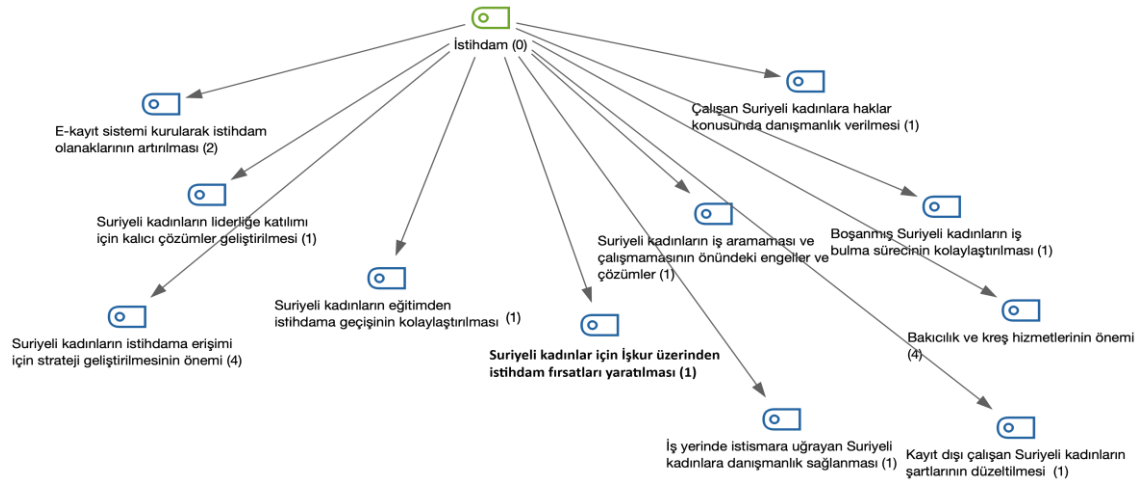 İstihdam (0)
E-kayıt sistemi kurularak istihdam
olanaklarının artırılması (2)
Çalışan Suriyeli kadınlara haklar
konusunda danışmanlık verilmesi (1)
Suriyeli kadınların liderliğe katılımı
için kalıcı çözümler geliştirilmesi (1)
Suriyeli kadınların iş aramaması ve
çalışmamasının önündeki engeller ve
çözümler (1)
Boşanmış Suriyeli kadınların iş
bulma sürecinin kolaylaştırılması (1)
Suriyeli kadınların istihdama erişimi
için strateji geliştirilmesinin önemi (4)
Suriyeli kadınların eğitimden
istihdama geçişinin kolaylaştırılması (1)
Suriyeli kadınlar için İşkur üzerinden
istihdam fırsatları yaratılması (1)
Bakıcılık ve kreş hizmetlerinin önemi
(4)
İş yerinde istismara uğrayan Suriyeli
kadınlara danışmanlık sağlanması (1)
Kayıt dışı çalışan Suriyeli kadınların
şartlarının düzeltilmesi (1)